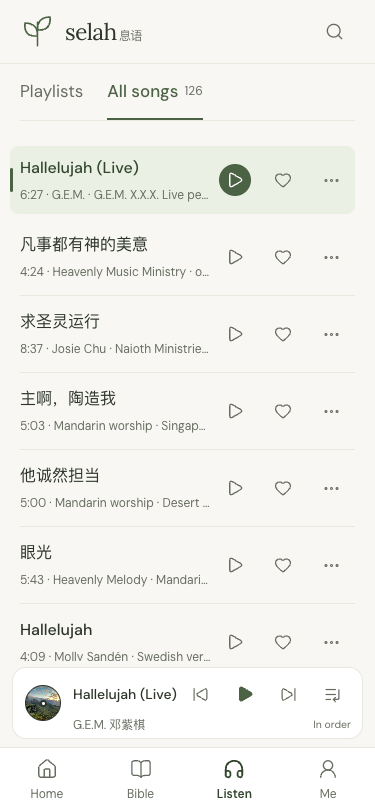 selah 息语
Playlists All songs 126
Hallelujah (Live)
6:27 · G.E.M. · G.E.M. X.X.X. Live pe...
凡事都有神的美意
4:24 · Heavenly Music Ministry · o...
求圣灵运行
8:37 · Josie Chu · Naioth Ministrie...
主啊，陶造我
5:03 · Mandarin worship · Singap...
他诚然担当
5:00 · Mandarin worship · Desert ...
眼光
5:43 · Heavenly Melody · Mandari...
Hallelujah
4:09 · Molly Sandén · Swedish ver...
Hallelujah (Live)
G.E.M. 邓紫棋
In order
Home Bible Listen Me